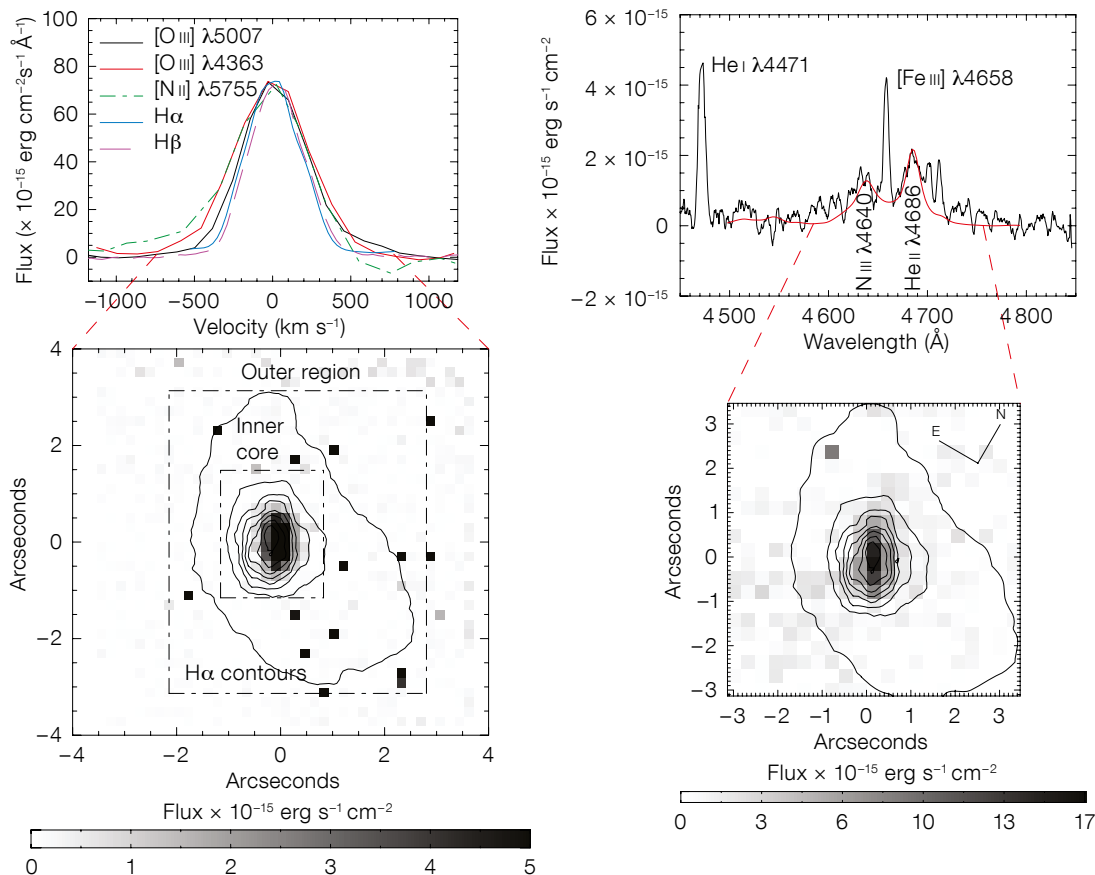 [O III] λ5007
[O III] λ4363
[N II] λ5755
Hα
Hβ
Flux (× 10⁻¹⁵ erg cm⁻²s⁻¹ Å⁻¹)
100
80
60
40
20
0
−1000 −500 0 500 1000
Velocity (km s⁻¹)
6 × 10⁻¹⁵
4 × 10⁻¹⁵
2 × 10⁻¹⁵
0
−2 × 10⁻¹⁵
Flux × 10⁻¹⁵ erg s⁻¹ cm⁻²
He I λ4471
[Fe III] λ4658
N III λ4640
He II λ4686
4500 4600 4700 4800
Wavelength (Å)
4
2
0
−2
−4
Arcseconds
Outer region
Inner
core
Hα contours
−4 −2 0 2 4
Arcseconds
Flux × 10⁻¹⁵ erg s⁻¹ cm⁻²
0 1 2 3 4 5
3
2
1
0
−1
−2
−3
Arcseconds
E
N
−3 −2 −1 0 1 2 3
Arcseconds
Flux × 10⁻¹⁵ erg s⁻¹ cm⁻²
0 3 6 10 13 17